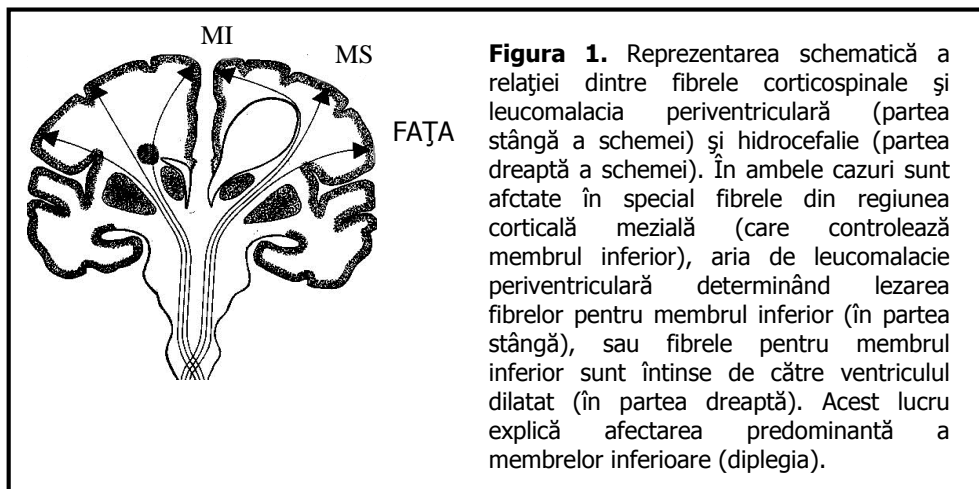 MI
MS
FAŢA
Figura 1. Reprezentarea schematică a
relaţiei dintre fibrele corticospinale şi
leucomalacia periventriculară (partea
stângă a schemei) şi hidrocefalie (partea
dreaptă a schemei). În ambele cazuri sunt
afctate în special fibrele din regiunea
corticală mezială (care controlează
membrul inferior), aria de leucomalacie
periventriculară determinând lezarea
fibrelor pentru membrul inferior (în partea
stângă), sau fibrele pentru membrul
inferior sunt întinse de către ventriculul
dilatat (în partea dreaptă). Acest lucru
explică afectarea predominantă a
membrelor inferioare (diplegia).